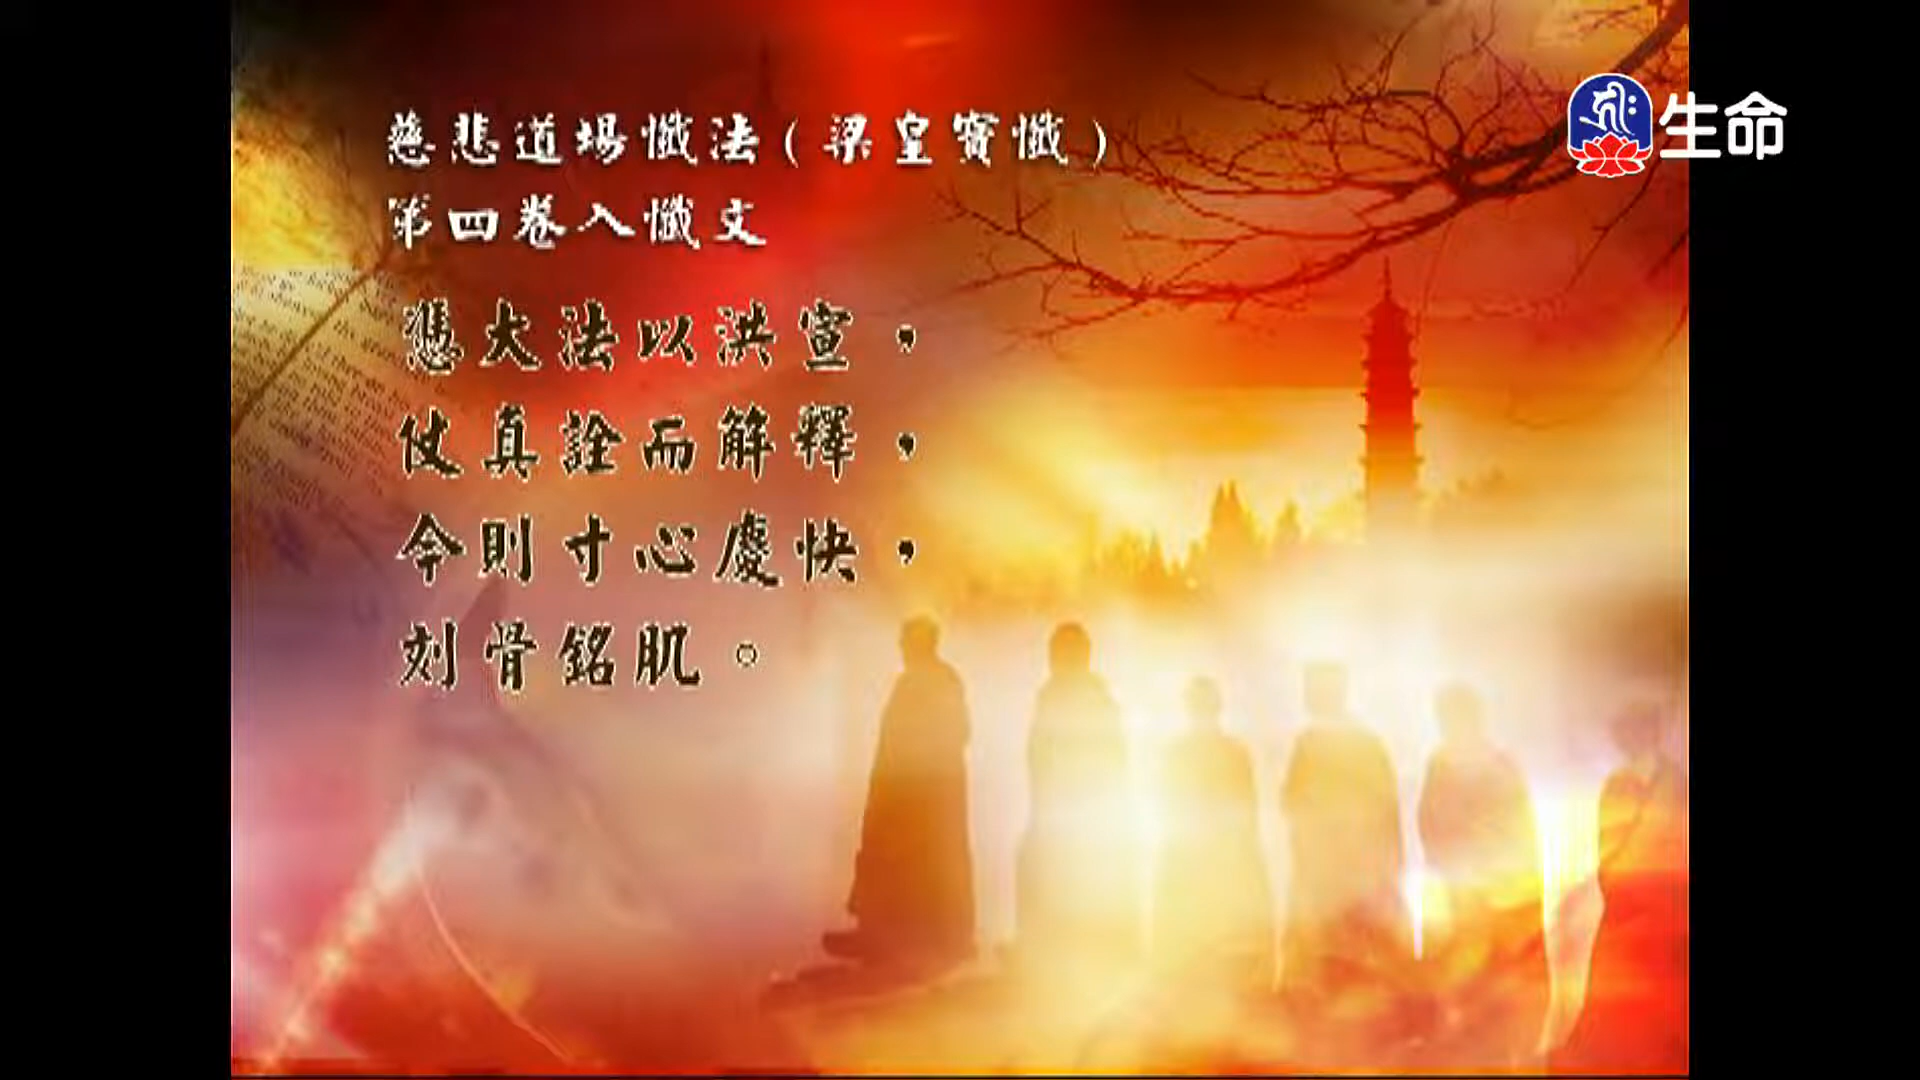 慈悲道場懺法(梁皇寶懺)
第四卷入懺文
憑大法以洪宣,
仗真詮而解釋,
今則寸心慶快,
刻骨銘肌。
生命